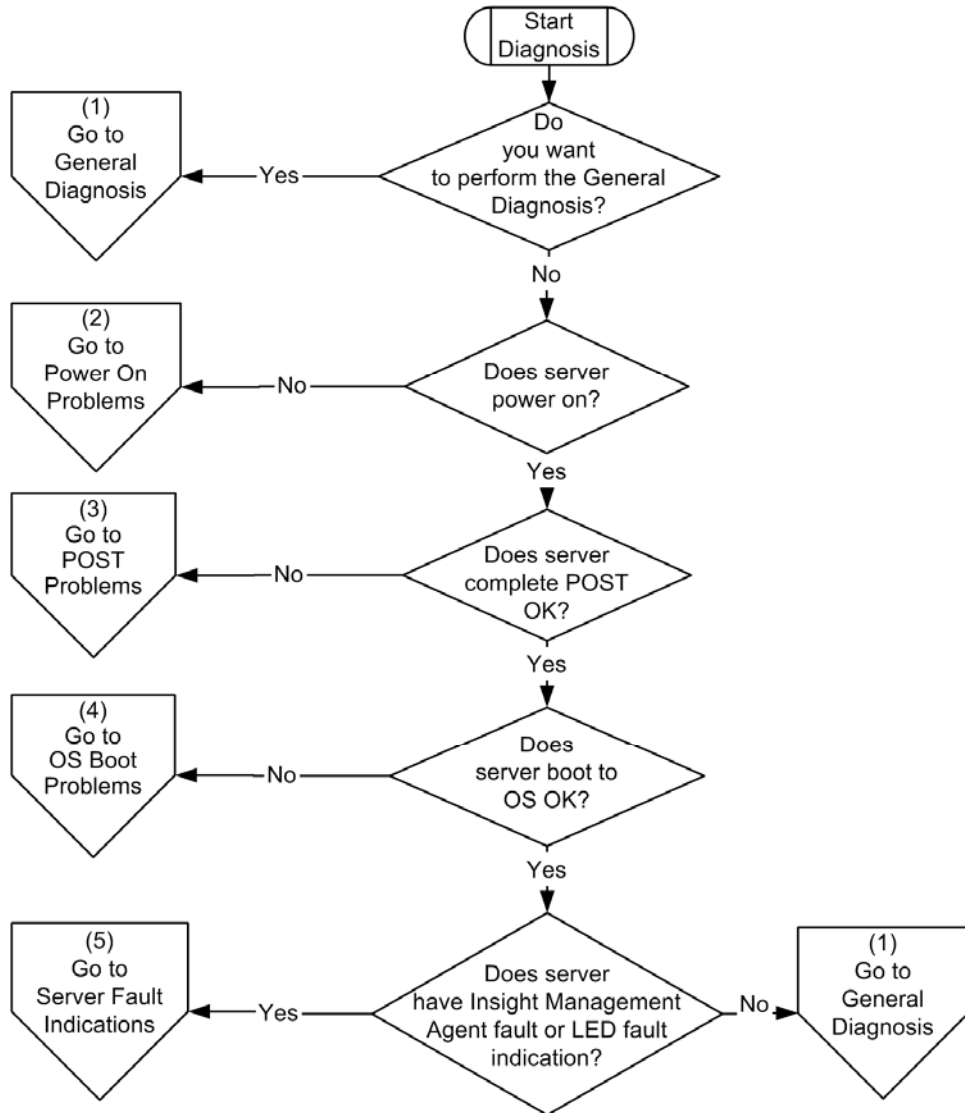 Start
Diagnosis
(1)
Go to
General
Diagnosis
Yes
Do
you want
to perform the General
Diagnosis?
No
(2)
Go to
Power On
Problems
No
Does server
power on?
Yes
(3)
Go to
POST
Problems
No
Does server
complete POST
OK?
Yes
(4)
Go to
OS Boot
Problems
No
Does
server boot to
OS OK?
Yes
(5)
Go to
Server Fault
Indications
Yes
Does server
have Insight Management
Agent fault or LED fault
indication?
No
(1)
Go to
General
Diagnosis